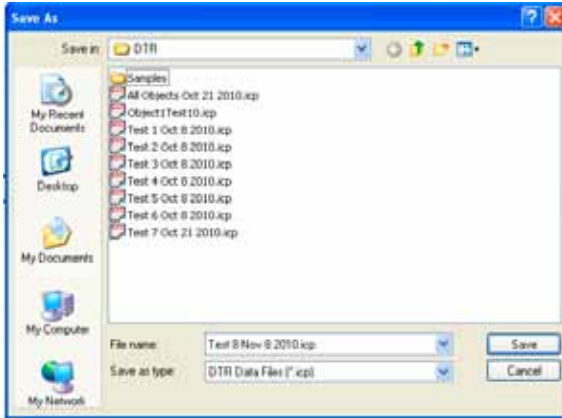 Save As
Save in: DTR
Samples
All Objects Oct 21 2010.icp
Object1Test10.icp
Test 1 Oct 8 2010.icp
Test 2 Oct 8 2010.icp
Test 3 Oct 8 2010.icp
Test 4 Oct 8 2010.icp
Test 5 Oct 8 2010.icp
Test 6 Oct 8 2010.icp
Test 7 Oct 21 2010.icp
My Recent
Documents
Desktop
My Documents
My Computer
My Network
File name: Test 8 Nov 8 2010.icp Save
Save as type: DTR Data Files (*.icp) Cancel